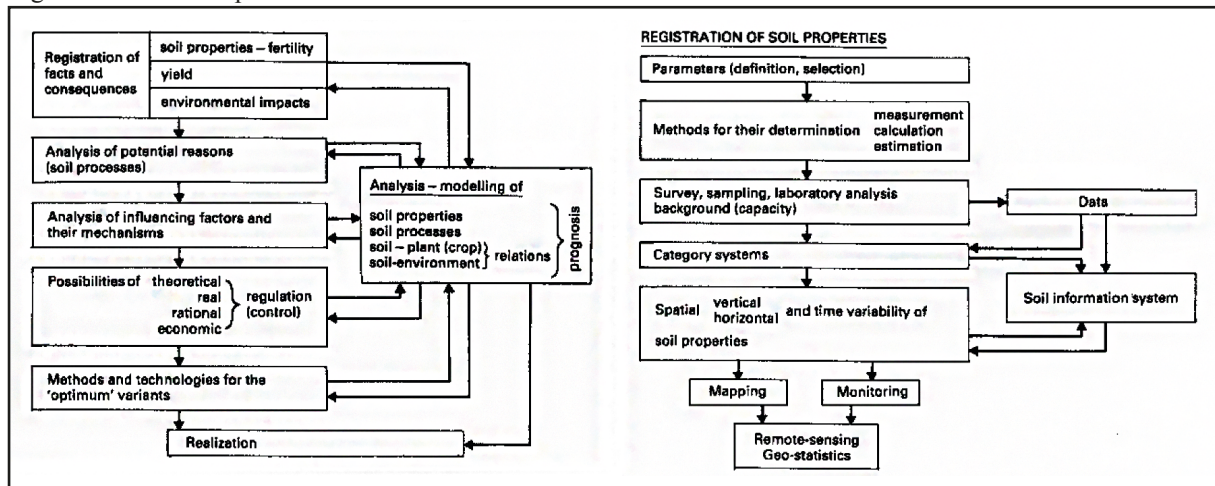 Registration of
facts and
consequences
soil properties – fertility
yield
environmental impacts
Analysis of potential reasons
(soil processes)
Analysis of influencing factors and
their mechanisms
Possibilities of theoretical
real
rational
economic
regulation
(control)
Methods and technologies for the
'optimum' variants
Realization
Analysis – modelling of
soil properties
soil processes
soil – plant (crop)
soil-environment
relations
prognosis
REGISTRATION OF SOIL PROPERTIES
Parameters (definition, selection)
Methods for their determination
measurement
calculation
estimation
Survey, sampling, laboratory analysis
background (capacity)
Data
Category systems
Soil information system
Spatial vertical
horizontal and time variability of
soil properties
Mapping
Monitoring
Remote-sensing
Geo-statistics